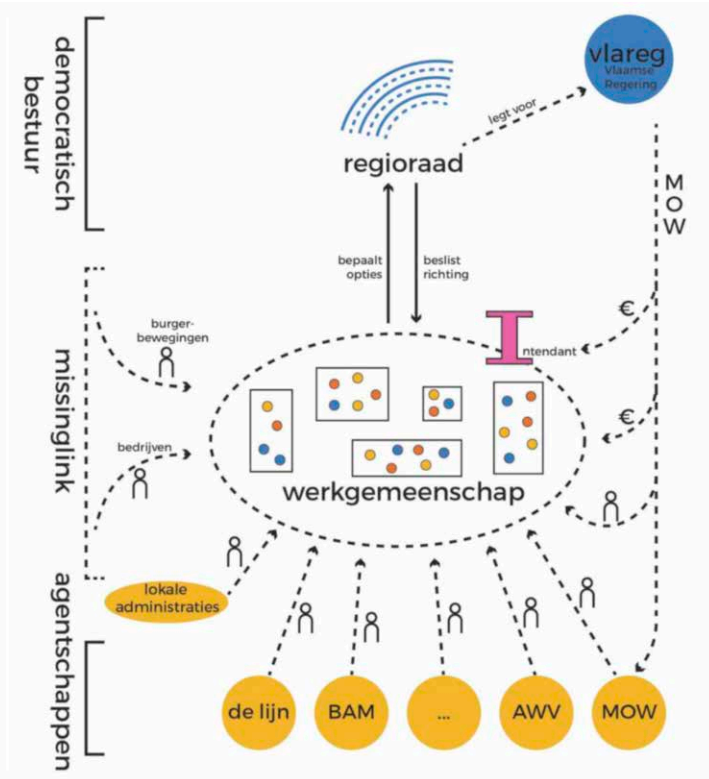 democratisch
bestuur
vlareg
Vlaamse
Regering
legt voor
regioraad
M
O
W
bepaalt
opties
beslist
richting
€
burger-
bewegingen
Intendant
missinglink
€
bedrijven
werkgemeenschap
lokale
administraties
agentschappen
de lijn
BAM
...
AWV
MOW